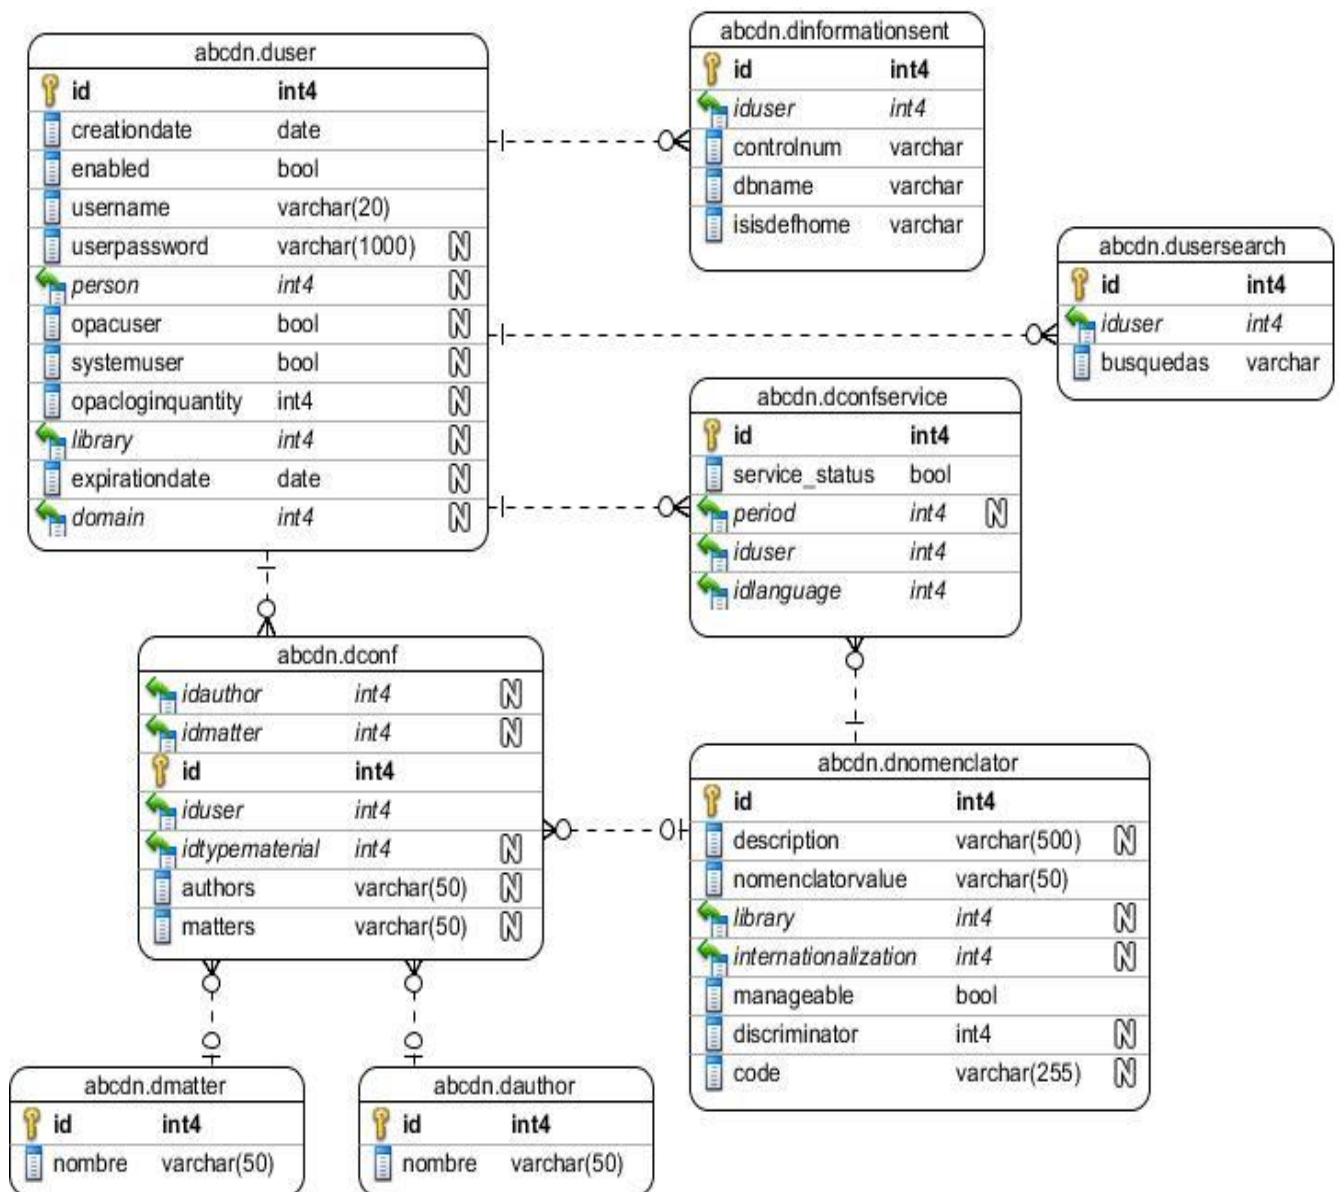 abcdn.duser
id int4
creationdate date
enabled bool
username varchar(20)
userpassword varchar(1000) N
person int4 N
opacuser bool N
systemuser bool N
opacloginquantity int4 N
library int4 N
expirationdate date N
domain int4 N
abcdn.dinformationsent
id int4
iduser int4
controlnum varchar
dbname varchar
isisdefhome varchar
abcdn.dusersearch
id int4
iduser int4
busquedas varchar
abcdn.dconfservice
id int4
service_status bool
period int4 N
iduser int4
idlanguage int4
abcdn.dconf
idauthor int4 N
idmatter int4 N
id int4
iduser int4
idtypematerial int4 N
authors varchar(50) N
matters varchar(50) N
abcdn.dnomenclator
id int4
description varchar(500) N
nomenclatorvalue varchar(50)
library int4 N
internationalization int4 N
manageable bool
discriminator int4 N
code varchar(255) N
abcdn.dmatter
id int4
nombre varchar(50)
abcdn.dauthor
id int4
nombre varchar(50)